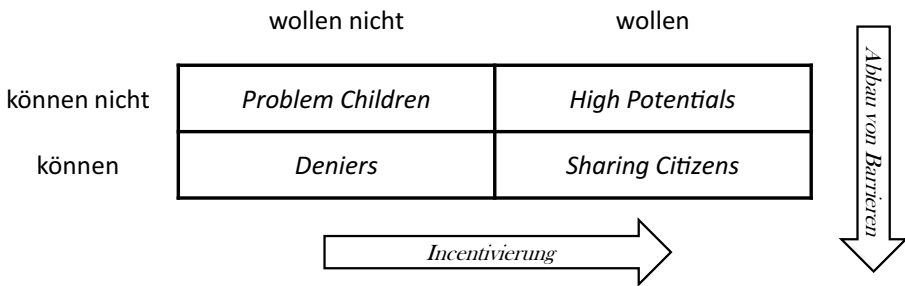 wollen nicht wollen
können nicht Problem Children High Potentials
können Deniers Sharing Citizens
Incentivierung
Abbau von Barrieren